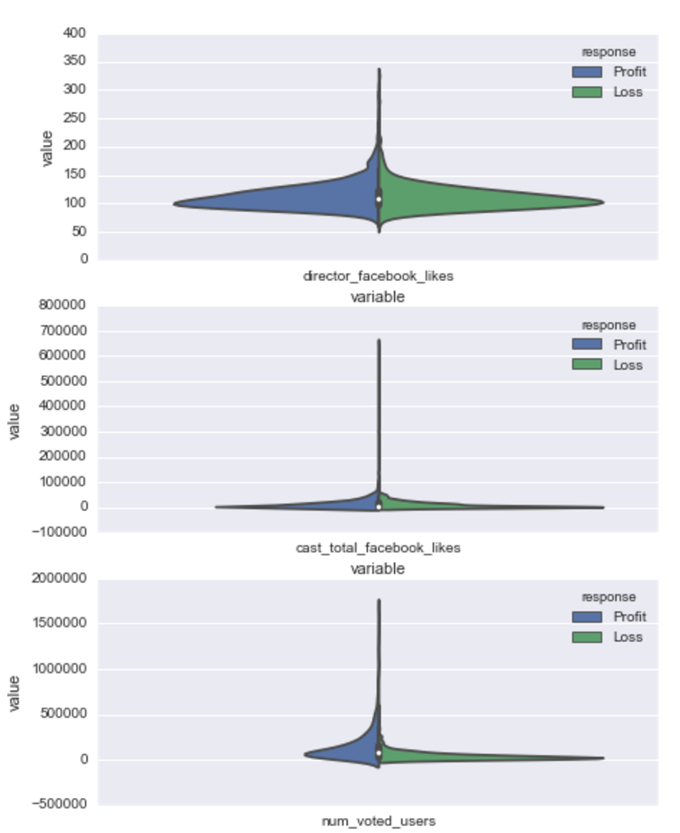 400
350
300
250
200
150
100
50
0
value
response
Profit
Loss
director_facebook_likes
variable
800000
700000
600000
500000
400000
300000
200000
100000
0
−100000
value
response
Profit
Loss
cast_total_facebook_likes
variable
2000000
1500000
1000000
500000
0
−500000
value
response
Profit
Loss
num_voted_users